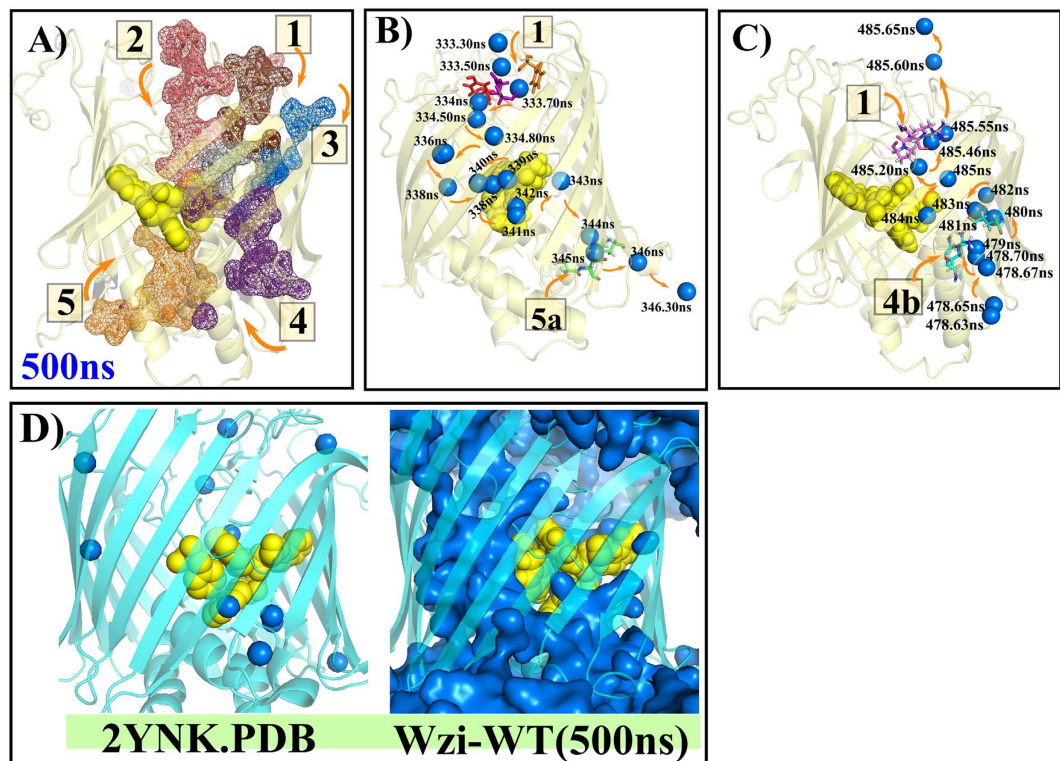 A)
2
1
3
5
4
500ns
B)
333.30ns
1
333.50ns
334ns
333.70ns
334.50ns
336ns
334.80ns
340ns
339ns
338ns
338ns
342ns
343ns
341ns
344ns
345ns
346ns
346.30ns
5a
C)
485.65ns
485.60ns
1
485.55ns
485.46ns
485.20ns
485ns
482ns
483ns
484ns
480ns
481ns
479ns
478.70ns
478.67ns
4b
478.65ns
478.63ns
D)
2YNK.PDB
Wzi-WT(500ns)